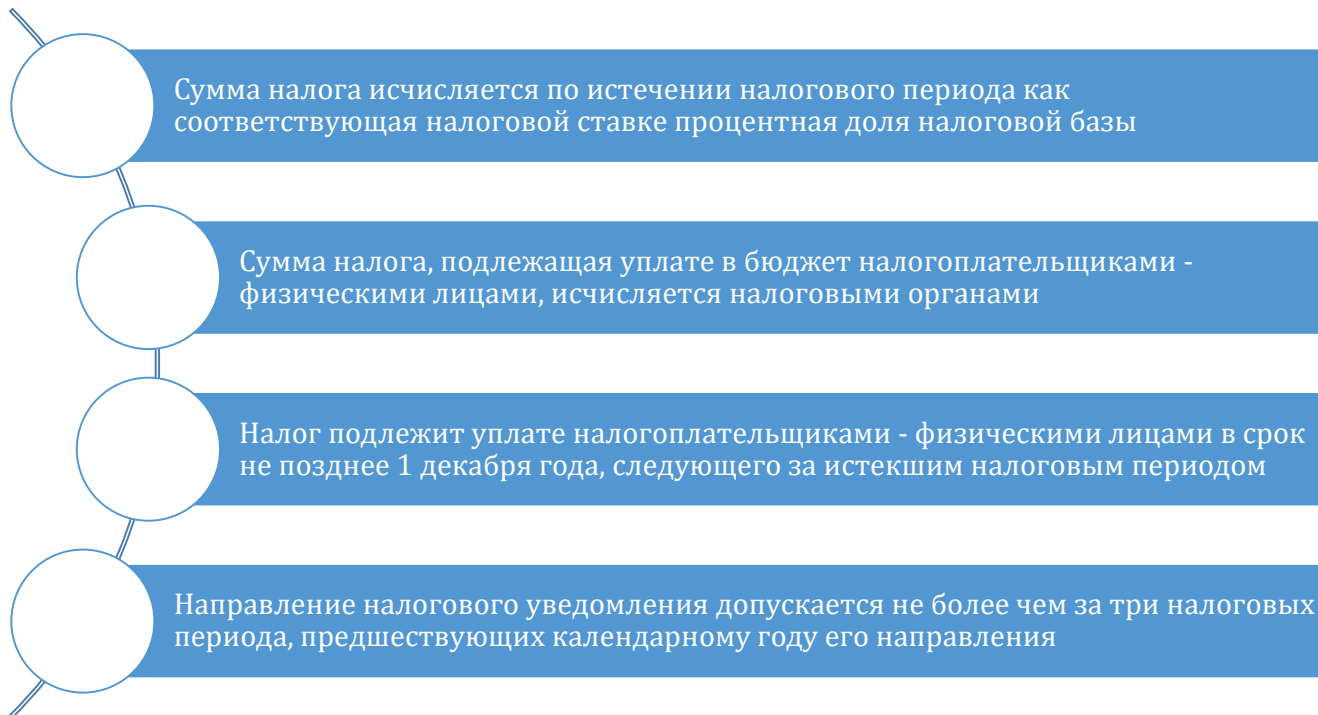 Сумма налога исчисляется по истечении налогового периода как
соответствующая налоговой ставке процентная доля налоговой базы
Сумма налога, подлежащая уплате в бюджет налогоплательщиками -
физическими лицами, исчисляется налоговыми органами
Налог подлежит уплате налогоплательщиками - физическими лицами в срок
не позднее 1 декабря года, следующего за истекшим налоговым периодом
Направление налогового уведомления допускается не более чем за три налоговых
периода, предшествующих календарному году его направления